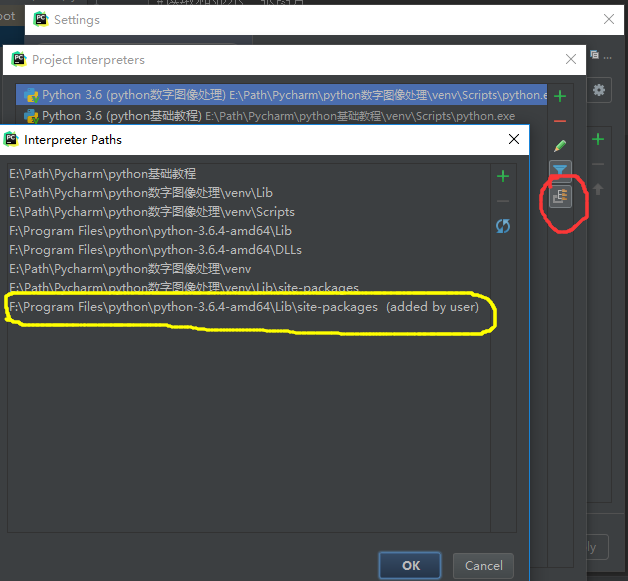 oot
Settings
Project Interpreters
Python 3.6 (python数字图像处理) E:\Path\Pycharm\python数字图像处理\venv\Scripts\python.e
Python 3.6 (python基础教程) E:\Path\Pycharm\python基础教程\venv\Scripts\python.exe
Interpreter Paths
E:\Path\Pycharm\python基础教程
E:\Path\Pycharm\python数字图像处理\venv\Lib
E:\Path\Pycharm\python数字图像处理\venv\Scripts
F:\Program Files\python\python-3.6.4-amd64\Lib
F:\Program Files\python\python-3.6.4-amd64\DLLs
E:\Path\Pycharm\python数字图像处理\venv
E:\Path\Pycharm\python数字图像处理\venv\Lib\site-packages
F:\Program Files\python\python-3.6.4-amd64\Lib\site-packages (added by user)
OK
Cancel
ly